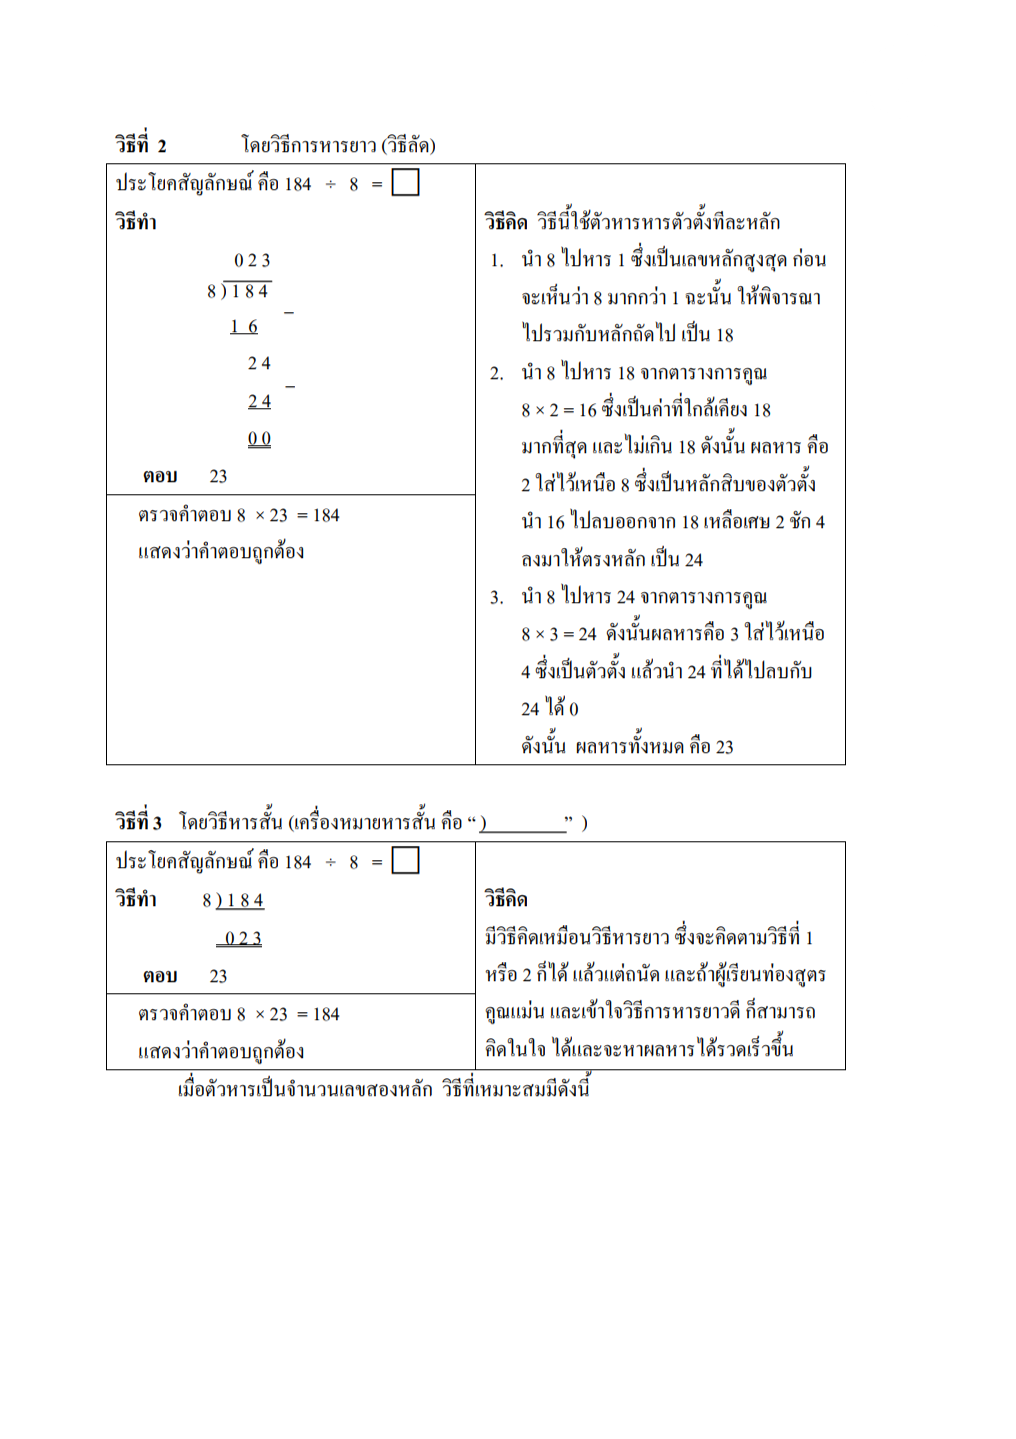 วิธีที่ 2 โดยวิธีการหารยาว (วิธีลัด)
ประโยคสัญลักษณ์ คือ 184 ÷ 8 = □
วิธีทำ
0 2 3
8 ) 1 8 4
–
1 6
2 4
–
2 4
0 0
ตอบ 23
ตรวจคำตอบ 8 × 23 = 184
แสดงว่าคำตอบถูกต้อง
วิธีคิด วิธีนี้ใช้ตัวหารหารตัวตั้งทีละหลัก
1. นำ 8 ไปหาร 1 ซึ่งเป็นเลขหลักสูงสุด ก่อน
จะเห็นว่า 8 มากกว่า 1 ฉะนั้น ให้พิจารณา
ไปรวมกับหลักถัดไป เป็น 18
2. นำ 8 ไปหาร 18 จากตารางการคูณ
8 × 2 = 16 ซึ่งเป็นค่าที่ใกล้เคียง 18
มากที่สุด และไม่เกิน 18 ดังนั้น ผลหาร คือ
2 ใส่ไว้เหนือ 8 ซึ่งเป็นหลักสิบของตัวตั้ง
นำ 16 ไปลบออกจาก 18 เหลือเศษ 2 ชัก 4
ลงมาให้ตรงหลัก เป็น 24
3. นำ 8 ไปหาร 24 จากตารางการคูณ
8 × 3 = 24 ดังนั้นผลหารคือ 3 ใส่ไว้เหนือ
4 ซึ่งเป็นตัวตั้ง แล้วนำ 24 ที่ได้ไปลบกับ
24 ได้ 0
ดังนั้น ผลหารทั้งหมด คือ 23
วิธีที่ 3 โดยวิธีหารสั้น (เครื่องหมายหารสั้น คือ “ )________” )
ประโยคสัญลักษณ์ คือ 184 ÷ 8 = □
วิธีทำ 8 ) 1 8 4
0 2 3
ตอบ 23
ตรวจคำตอบ 8 × 23 = 184
แสดงว่าคำตอบถูกต้อง
วิธีคิด
มีวิธีคิดเหมือนวิธีหารยาว ซึ่งจะคิดตามวิธีที่ 1
หรือ 2 ก็ได้ แล้วแต่ถนัด และถ้าผู้เรียนท่องสูตร
คูณแม่น และเข้าใจวิธีการหารยาวดี ก็สามารถ
คิดในใจ ได้และจะหาผลหารได้รวดเร็วขึ้น
เมื่อตัวหารเป็นจำนวนเลขสองหลัก วิธีที่เหมาะสมมีดังนี้